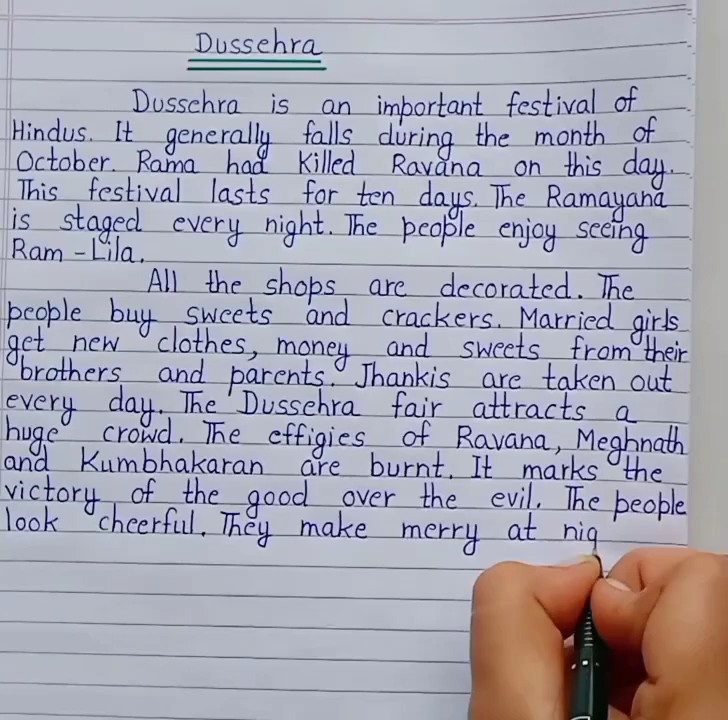 Dussehra
Dussehra is an important festival of
Hindus. It generally falls during the month of
October. Rama had Killed Ravana on this day.
This festival lasts for ten days. The Ramayana
is staged every night. The people enjoy seeing
Ram-Lila.
All the shops are decorated. The
people buy sweets and crackers. Married girls
get new clothes, money and sweets from their
brothers and parents. Jhankis are taken out
every day. The Dussehra fair attracts a
huge crowd. The effigies of Ravana, Meghnath
and Kumbhakaran are burnt. It marks the
victory of the good over the evil. The people
look cheerful. They make merry at nig